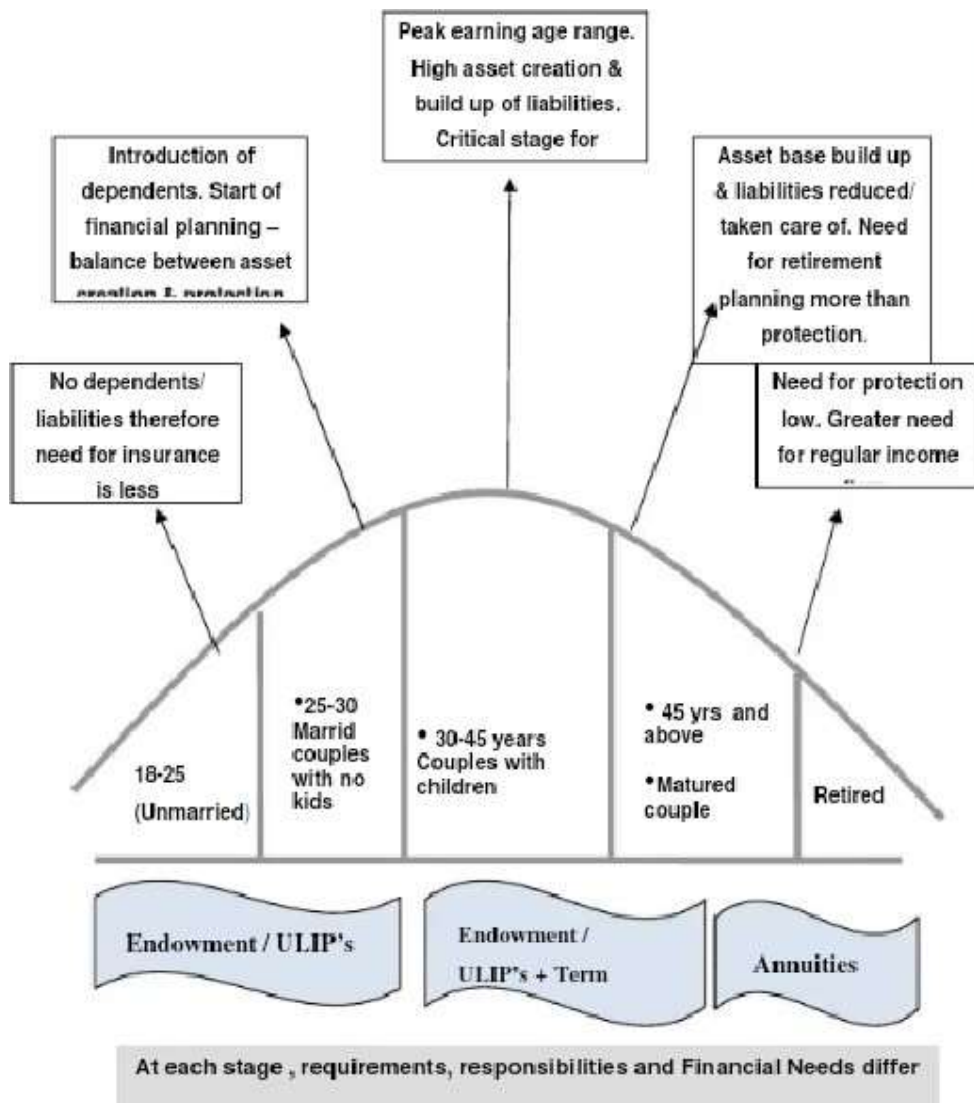 Peak earning age range.
High asset creation &
build up of liabilities.
Critical stage for
Introduction of
dependents. Start of
financial planning –
balance between asset
creation & protection
Asset base build up
& liabilities reduced/
taken care of. Need
for retirement
planning more than
protection.
No dependents/
liabilities therefore
need for insurance
is less
Need for protection
low. Greater need
for regular income
18-25
(Unmarried)
•25-30
Marrid
couples
with no
kids
• 30-45 years
Couples with
children
• 45 yrs and
above
•Matured
couple
Retired
Endowment / ULIP's
Endowment /
ULIP's + Term
Annuities
At each stage , requirements, responsibilities and Financial Needs differ